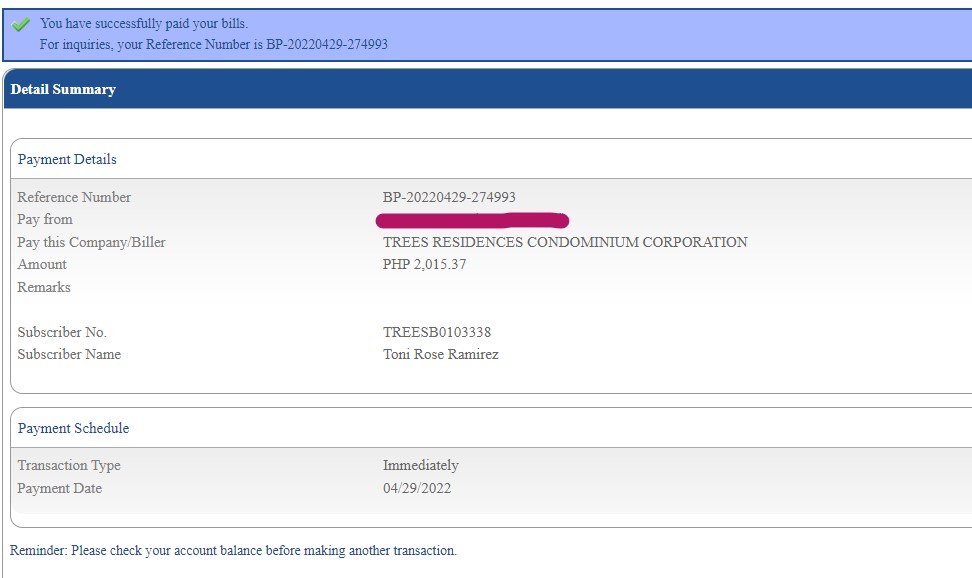 You have successfully paid your bills.
For inquiries, your Reference Number is BP-20220429-274993
Detail Summary
Payment Details
Reference Number BP-20220429-274993
Pay from
Pay this Company/Biller TREES RESIDENCES CONDOMINIUM CORPORATION
Amount PHP 2,015.37
Remarks
Subscriber No. TREESB0103338
Subscriber Name Toni Rose Ramirez
Payment Schedule
Transaction Type Immediately
Payment Date 04/29/2022
Reminder: Please check your account balance before making another transaction.